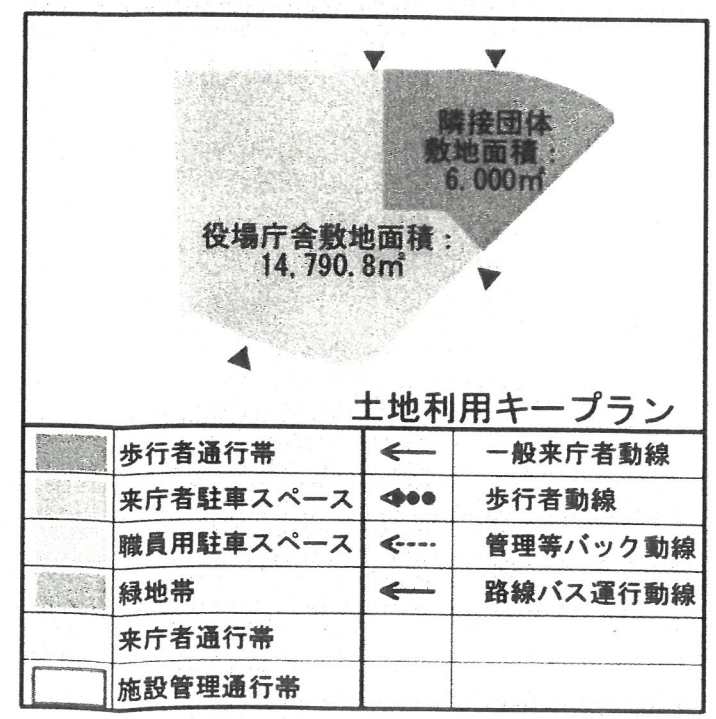 隣接団体
敷地面積：
6,000㎡
役場庁舎敷地面積：
14,790.8㎡
土地利用キープラン
歩行者通行帯
一般来庁者動線
来庁者駐車スペース
歩行者動線
職員用駐車スペース
管理等バック動線
緑地帯
路線バス運行動線
来庁者通行帯
施設管理通行帯